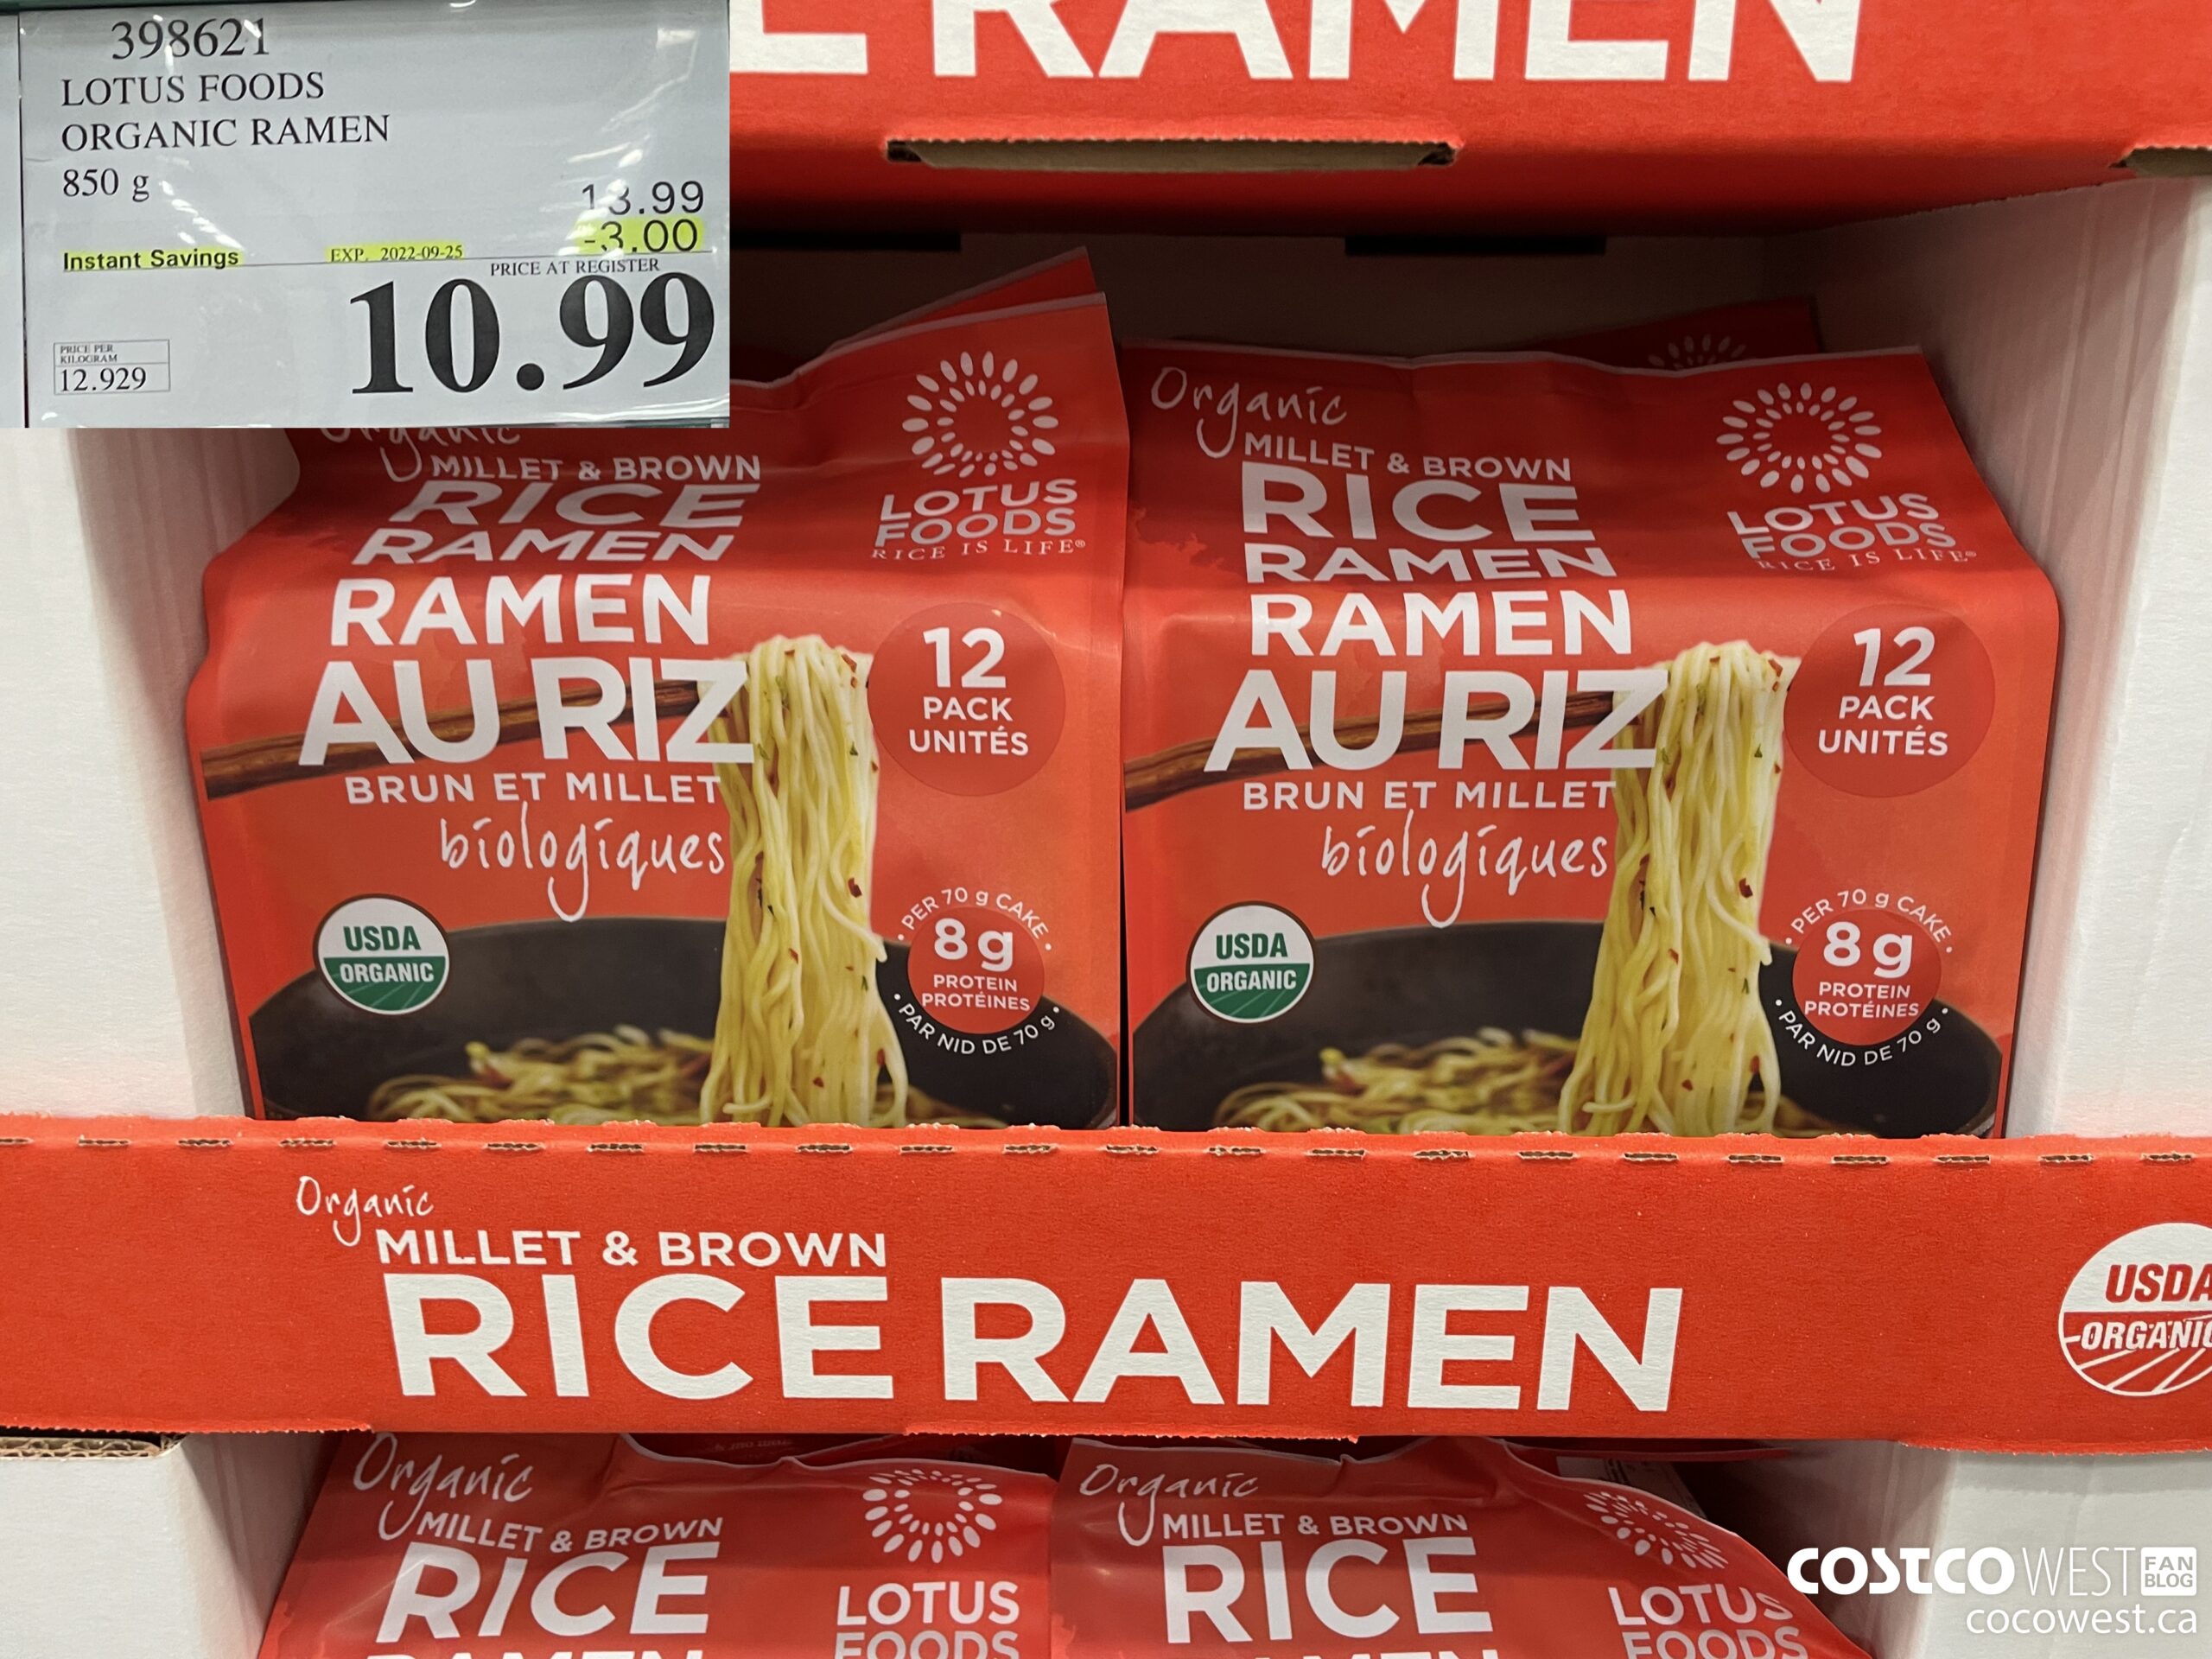 398621
LOTUS FOODS
ORGANIC RAMEN
850 g
13.99
-3.00
Instant Savings
EXP. 2022-09-25
PRICE AT REGISTER
10.99
PRICE PER
KILOGRAM
12.929
RAMEN
Organic
MILLET & BROWN
RICE
RAMEN
RAMEN
AU RIZ
BRUN ET MILLET
biologiques
LOTUS
FOODS
RICE IS LIFE®
12
PACK
UNITÉS
USDA
ORGANIC
• PER 70 g CAKE •
8 g
PROTEIN
PROTÉINES
• PAR NID DE 70 g •
Organic
MILLET & BROWN
RICE
RAMEN
RAMEN
AU RIZ
BRUN ET MILLET
biologiques
LOTUS
FOODS
RICE IS LIFE®
12
PACK
UNITÉS
USDA
ORGANIC
• PER 70 g CAKE •
8 g
PROTEIN
PROTÉINES
• PAR NID DE 70 g •
Organic
MILLET & BROWN
RICE RAMEN
USDA
ORGANIC
Organic
MILLET & BROWN
RICE
RAMEN
LOTUS
FOODS
Organic
MILLET & BROWN
RICE
RAMEN
LOTUS
FOODS
COSTCO WEST FAN BLOG
cocowest.ca